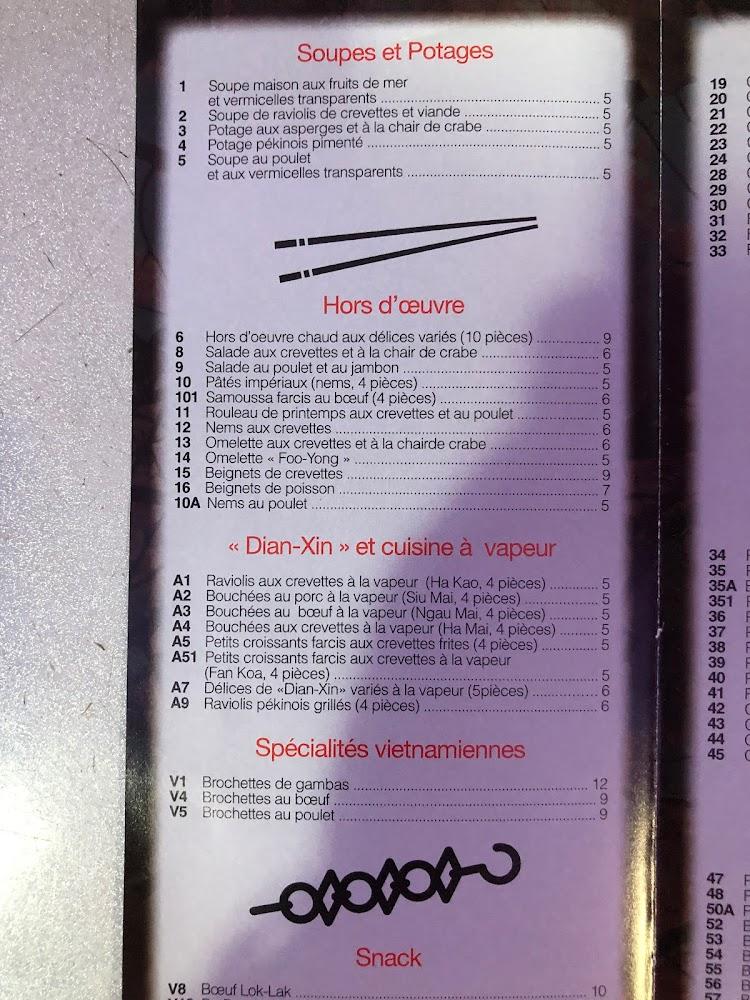 Soupes et Potages
1 Soupe maison aux fruits de mer
et vermicelles transparents 5
2 Soupe de raviolis de crevettes et viande 5
3 Potage aux asperges et à la chair de crabe 5
4 Potage pékinois pimenté 5
5 Soupe au poulet
et aux vermicelles transparents 5
Hors d'œuvre
6 Hors d'oeuvre chaud aux délices variés (10 pièces) 9
8 Salade aux crevettes et à la chair de crabe 6
9 Salade au poulet et au jambon 5
10 Pâtés impériaux (nems, 4 pièces) 5
101 Samoussa farcis au bœuf (4 pièces) 6
11 Rouleau de printemps aux crevettes et au poulet 5
12 Nems aux crevettes 6
13 Omelette aux crevettes et à la chairde crabe 6
14 Omelette « Foo-Yong » 5
15 Beignets de crevettes 9
16 Beignets de poisson 7
10A Nems au poulet 5
« Dian-Xin » et cuisine à vapeur
A1 Raviolis aux crevettes à la vapeur (Ha Kao, 4 pièces) 5
A2 Bouchées au porc à la vapeur (Siu Mai, 4 pièces) 5
A3 Bouchées au bœuf à la vapeur (Ngau Mai, 4 pièces) 5
A4 Bouchées aux crevettes à la vapeur (Ha Mai, 4 pièces) 5
A5 Petits croissants farcis aux crevettes frites (4 pièces) 5
A51 Petits croissants farcis aux crevettes à la vapeur
(Fan Koa, 4 pièces) 5
A7 Délices de «Dian-Xin» variés à la vapeur (5pièces) 6
A9 Raviolis pékinois grillés (4 pièces) 6
Spécialités vietnamiennes
V1 Brochettes de gambas 12
V4 Brochettes au bœuf 9
V5 Brochettes au poulet 9
Snack
V8 Bœuf Lok-Lak 10
19
20
21
22
23
24
28
29
30
31
32
33
34
35
35A
351
36
37
38
39
40
41
42
43
44
45
47
48
50A
52
53
54
55
56
57